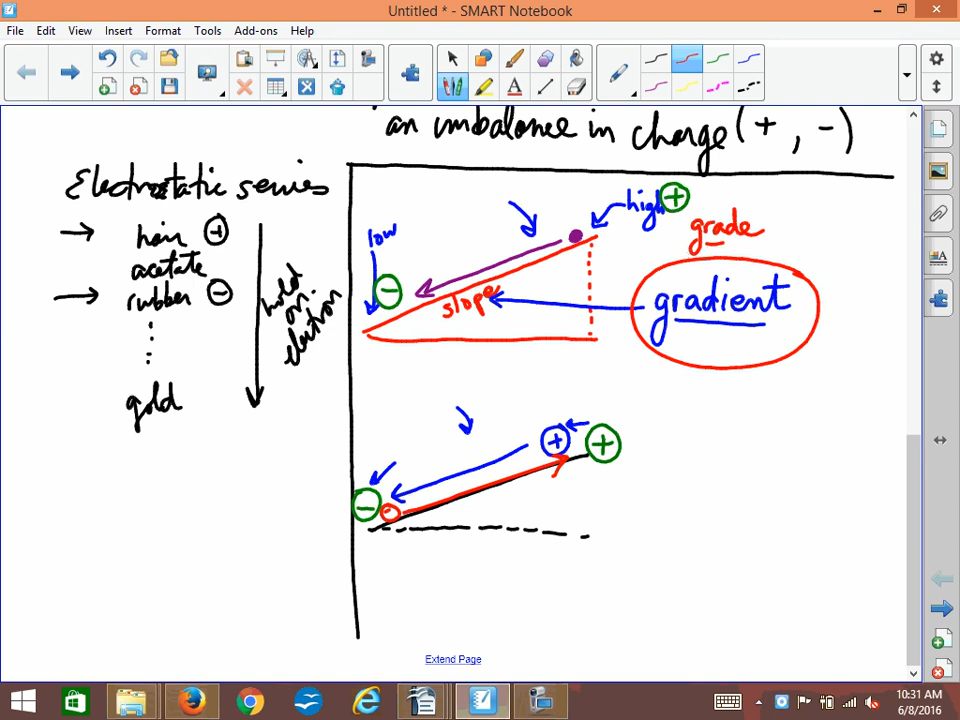 Untitled * - SMART Notebook
File Edit View Insert Format Tools Add-ons Help
an imbalance in charge (+ , -)
Electrostatic series
hair +
acetate
rubber -
gold
hold on electron
low
-
high +
grade
slope
gradient
+ +
- -
Extend Page
10:31 AM
6/8/2016